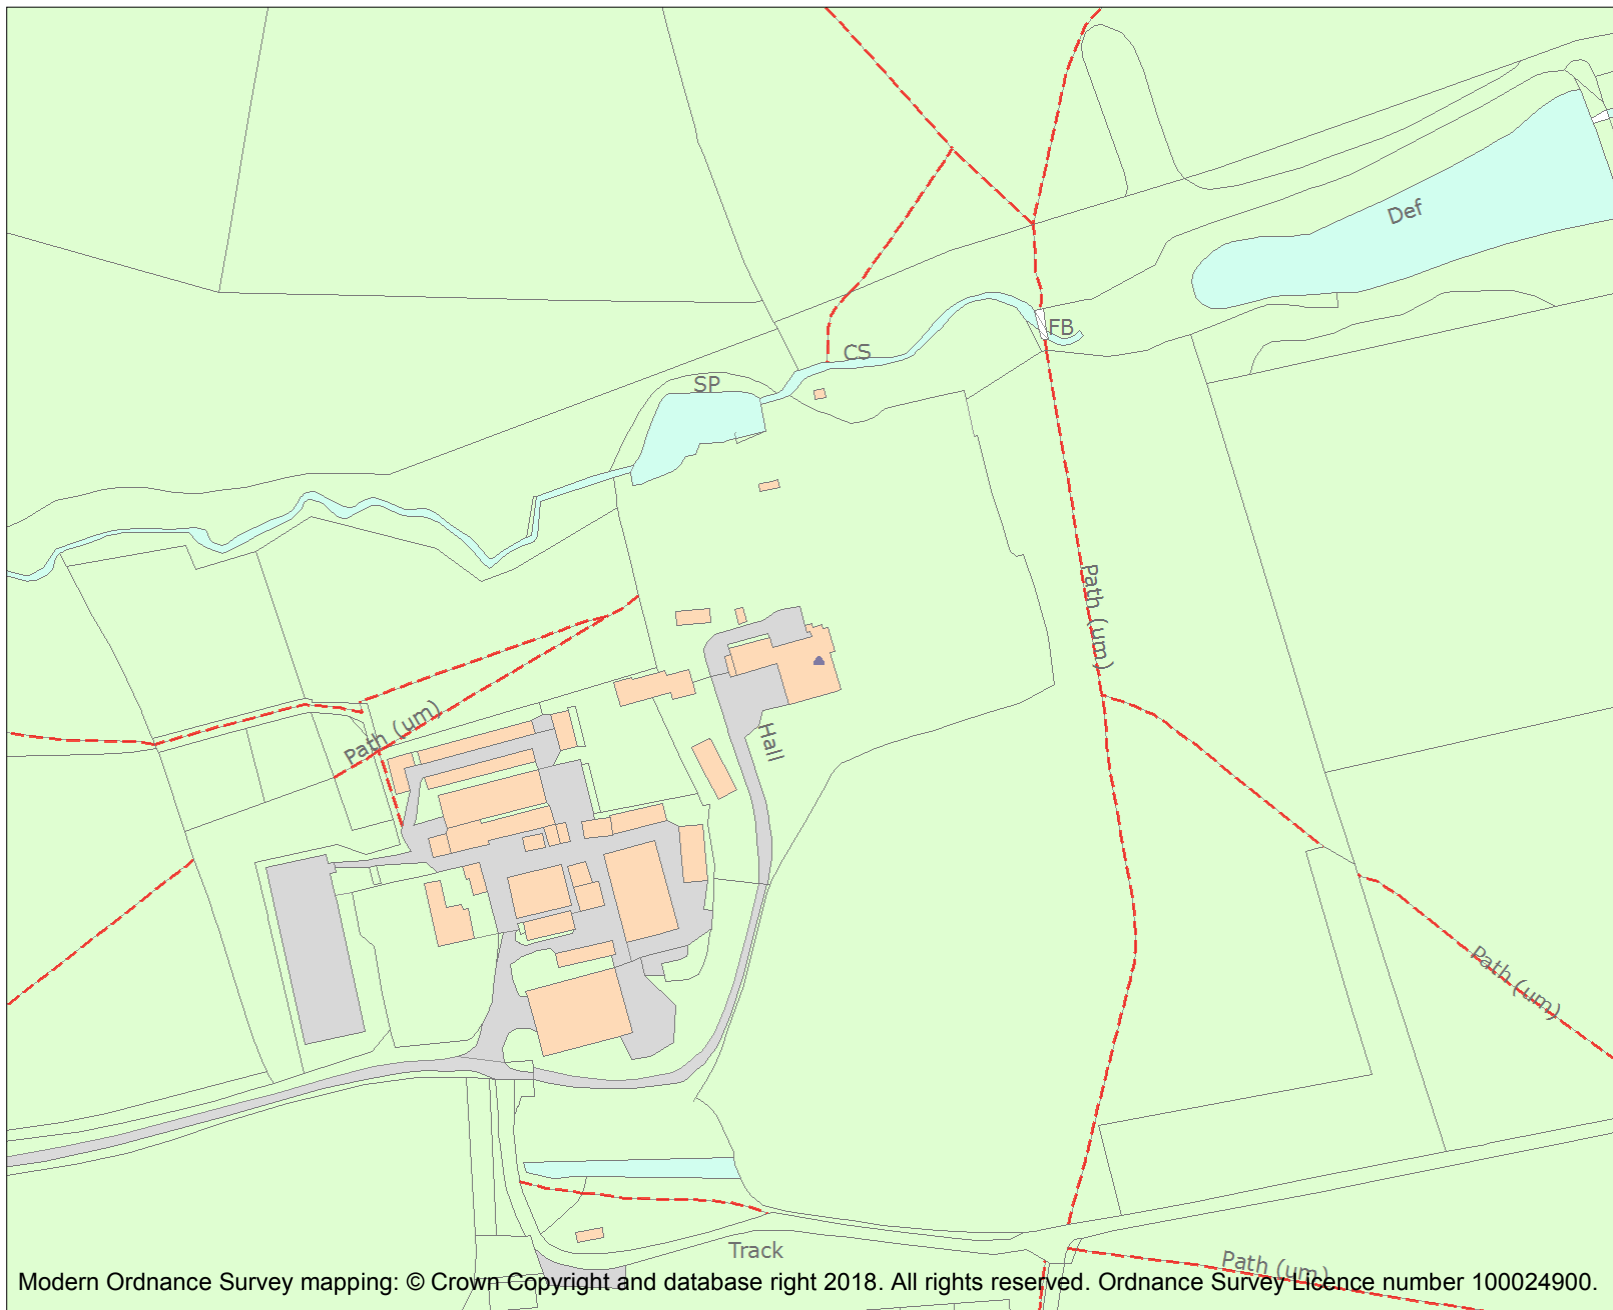 Def
FB
CS
SP
Path (um)
Path (um)
Hall
Path (um)
Track
Path (um)
Modern Ordnance Survey mapping: © Crown Copyright and database right 2018. All rights reserved. Ordnance Survey Licence number 100024900.